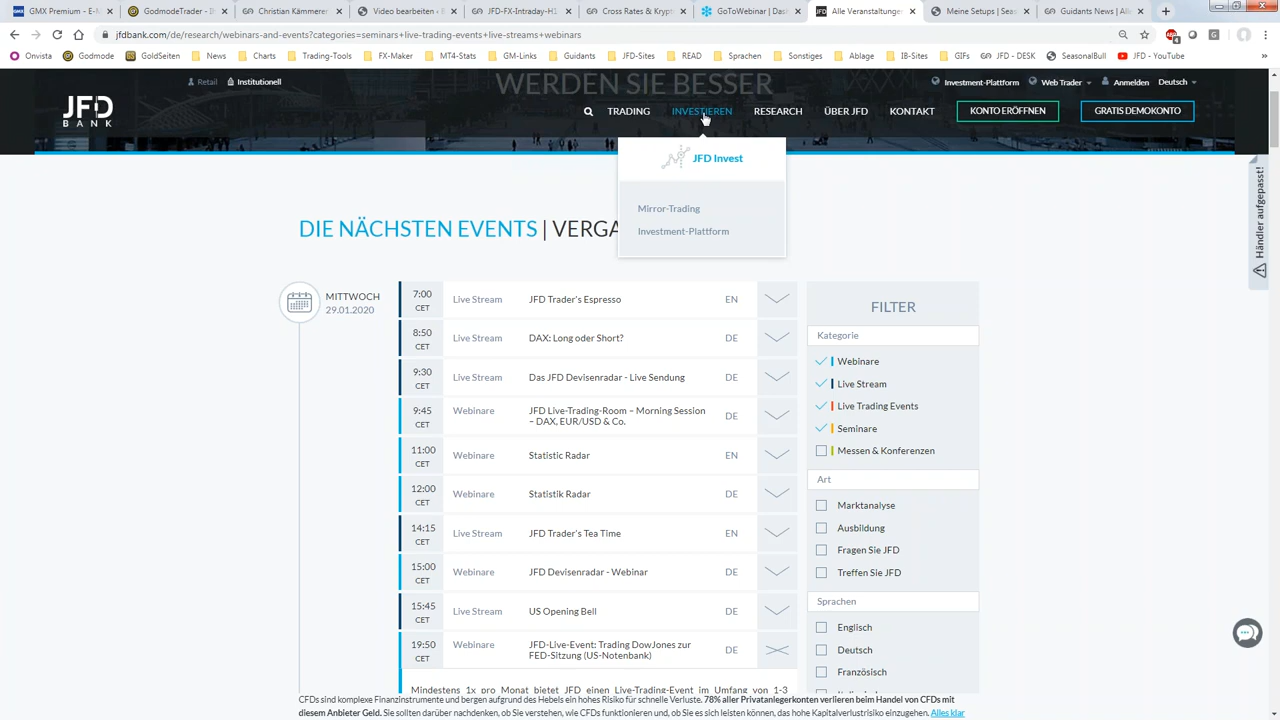 GMX Premium – E-M
GodmodeTrader - I
Christian Kämmerer
Video bearbeiten -
JFD-FX-Intraday-H1
Cross Rates & Krypt
GoToWebinar | Das
Alle Veranstaltunge
Meine Setups | Sea
Guidants News | All
jfdbank.com/de/research/webinars-and-events?categories=seminars+live-trading-events+live-streams+webinars
Onvista
Godmode
GoldSeiten
News
Charts
Trading-Tools
FX-Maker
MT4-Stats
GM-Links
Guidants
JFD-Sites
READ
Sprachen
Sonstiges
Ablage
IB-Sites
GIFs
JFD - DESK
SeasonalBull
JFD - YouTube
Retail
Institutionell
WERDEN SIE BESSER
Investment-Plattform
Web Trader
Anmelden
Deutsch
JFD
BANK
TRADING
INVESTIEREN
RESEARCH
ÜBER JFD
KONTAKT
KONTO ERÖFFNEN
GRATIS DEMOKONTO
JFD Invest
Mirror-Trading
Investment-Plattform
Händler aufgepasst!
DIE NÄCHSTEN EVENTS | VERGA
MITTWOCH
29.01.2020
7:00 CET Live Stream JFD Trader's Espresso EN
8:50 CET Live Stream DAX: Long oder Short? DE
9:30 CET Live Stream Das JFD Devisenradar - Live Sendung DE
9:45 CET Webinare JFD Live-Trading-Room – Morning Session
– DAX, EUR/USD & Co. DE
11:00 CET Webinare Statistic Radar EN
12:00 CET Webinare Statistik Radar DE
14:15 CET Live Stream JFD Trader's Tea Time EN
15:00 CET Webinare JFD Devisenradar - Webinar DE
15:45 CET Live Stream US Opening Bell DE
19:50 CET Webinare JFD-Live-Event: Trading DowJones zur
FED-Sitzung (US-Notenbank) DE
Mindestens 1x pro Monat bietet JFD einen Live-Trading-Event im Umfang von 1-3
FILTER
Kategorie
Webinare
Live Stream
Live Trading Events
Seminare
Messen & Konferenzen
Art
Marktanalyse
Ausbildung
Fragen Sie JFD
Treffen Sie JFD
Sprachen
Englisch
Deutsch
Französisch
CFDs sind komplexe Finanzinstrumente und bergen aufgrund des Hebels ein hohes Risiko für schnelle Verluste. 78% aller Privatanlegerkonten verlieren beim Handel von CFDs mit
diesem Anbieter Geld. Sie sollten darüber nachdenken, ob Sie es verstehen, wie CFDs funktionieren und, ob Sie es sich leisten können, das hohe Kapitalverlustrisiko einzugehen. Alles klar